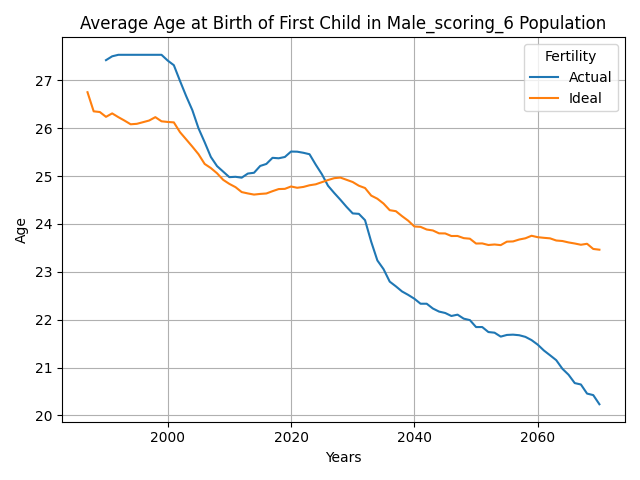 Average Age at Birth of First Child in Male_scoring_6 Population
Fertility
Actual
Ideal
27
26
25
24
23
22
21
20
Age
2000
2020
2040
2060
Years